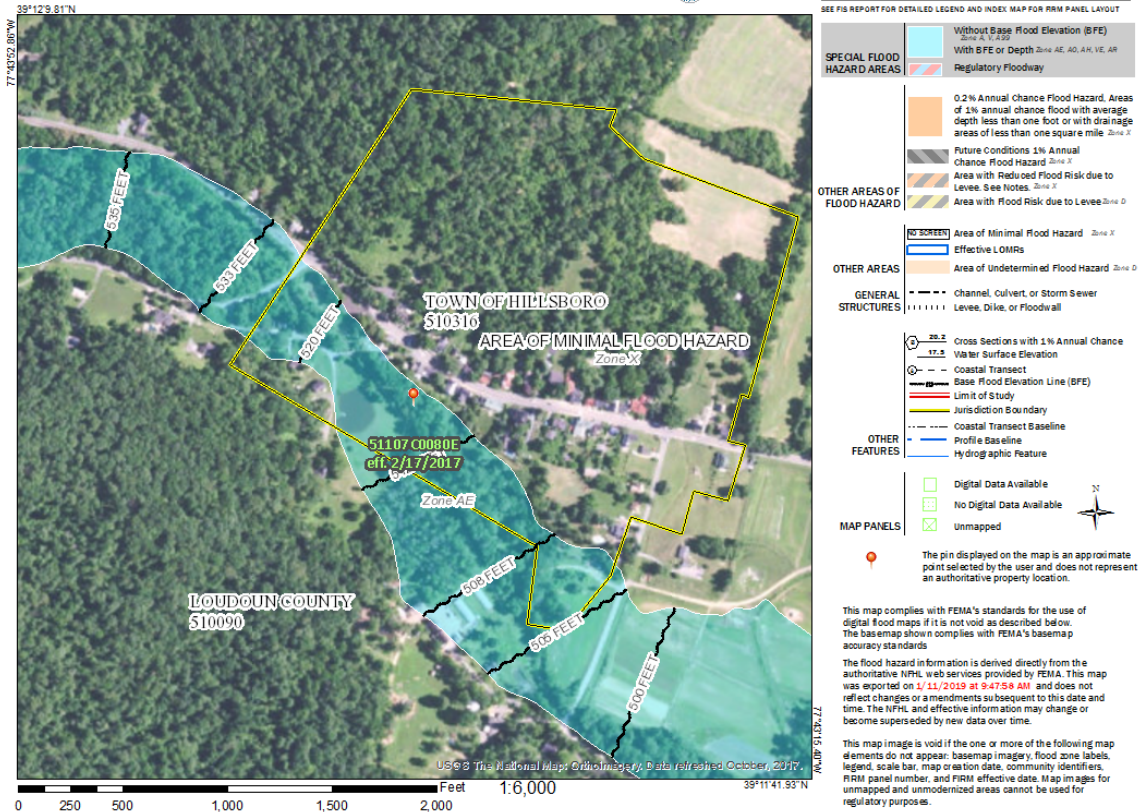 39°12'9.81"N
77°43'52.86"W
535 FEET
533 FEET
520 FEET
TOWN OF HILLSBORO
510316
AREA OF MINIMAL FLOOD HAZARD
Zone X
51107C0080E
eff. 2/17/2017
Zone AE
508 FEET
505 FEET
500 FEET
LOUDOUN COUNTY
510090
USGS The National Map: Orthoimagery. Data refreshed October, 2017.
77°43'15.40"W
39°11'41.93"N
0 250 500 1,000 1,500 2,000
Feet
1:6,000
SEE FIS REPORT FOR DETAILED LEGEND AND INDEX MAP FOR FIRM PANEL LAYOUT
SPECIAL FLOOD
HAZARD AREAS
Without Base Flood Elevation (BFE)
Zone A, V, A99
With BFE or Depth Zone AE, AO, AH, VE, AR
Regulatory Floodway
OTHER AREAS OF
FLOOD HAZARD
0.2% Annual Chance Flood Hazard, Areas
of 1% annual chance flood with average
depth less than one foot or with drainage
areas of less than one square mile Zone X
Future Conditions 1% Annual
Chance Flood Hazard Zone X
Area with Reduced Flood Risk due to
Levee. See Notes. Zone X
Area with Flood Risk due to Levee Zone D
OTHER AREAS
NO SCREEN Area of Minimal Flood Hazard Zone X
Effective LOMRs
Area of Undetermined Flood Hazard Zone D
GENERAL
STRUCTURES
Channel, Culvert, or Storm Sewer
Levee, Dike, or Floodwall
OTHER
FEATURES
20.2 Cross Sections with 1% Annual Chance
17.5 Water Surface Elevation
Coastal Transect
Base Flood Elevation Line (BFE)
Limit of Study
Jurisdiction Boundary
Coastal Transect Baseline
Profile Baseline
Hydrographic Feature
MAP PANELS
Digital Data Available
No Digital Data Available
Unmapped
N
The pin displayed on the map is an approximate
point selected by the user and does not represent
an authoritative property location.
This map complies with FEMA's standards for the use of
digital flood maps if it is not void as described below.
The basemap shown complies with FEMA's basemap
accuracy standards
The flood hazard information is derived directly from the
authoritative NFHL web services provided by FEMA. This map
was exported on 1/11/2019 at 9:47:58 AM and does not
reflect changes or amendments subsequent to this date and
time. The NFHL and effective information may change or
become superseded by new data over time.
This map image is void if the one or more of the following map
elements do not appear: basemap imagery, flood zone labels,
legend, scale bar, map creation date, community identifiers,
FIRM panel number, and FIRM effective date. Map images for
unmapped and unmodernized areas cannot be used for
regulatory purposes.